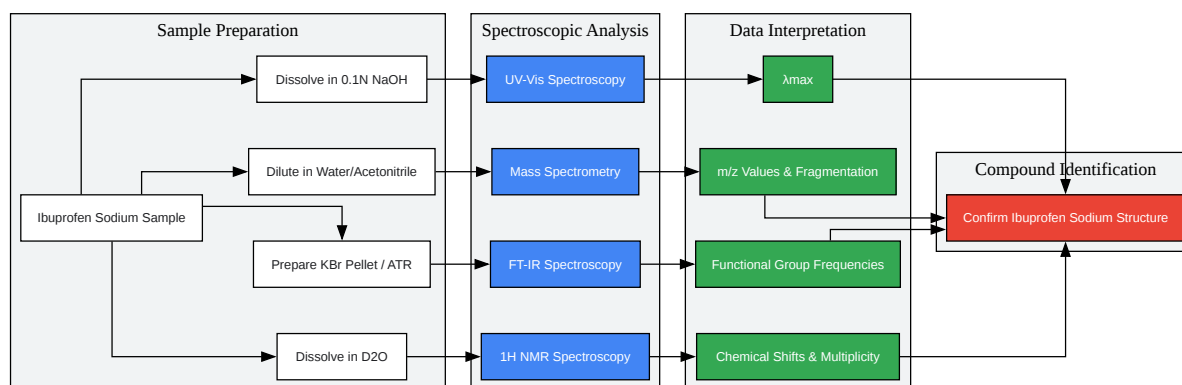 Sample Preparation
Spectroscopic Analysis
Data Interpretation
Dissolve in 0.1N NaOH
UV-Vis Spectroscopy
λmax
Dilute in Water/Acetonitrile
Mass Spectrometry
m/z Values & Fragmentation
Compound Identification
Ibuprofen Sodium Sample
Confirm Ibuprofen Sodium Structure
Prepare KBr Pellet / ATR
FT-IR Spectroscopy
Functional Group Frequencies
Dissolve in D2O
1H NMR Spectroscopy
Chemical Shifts & Multiplicity